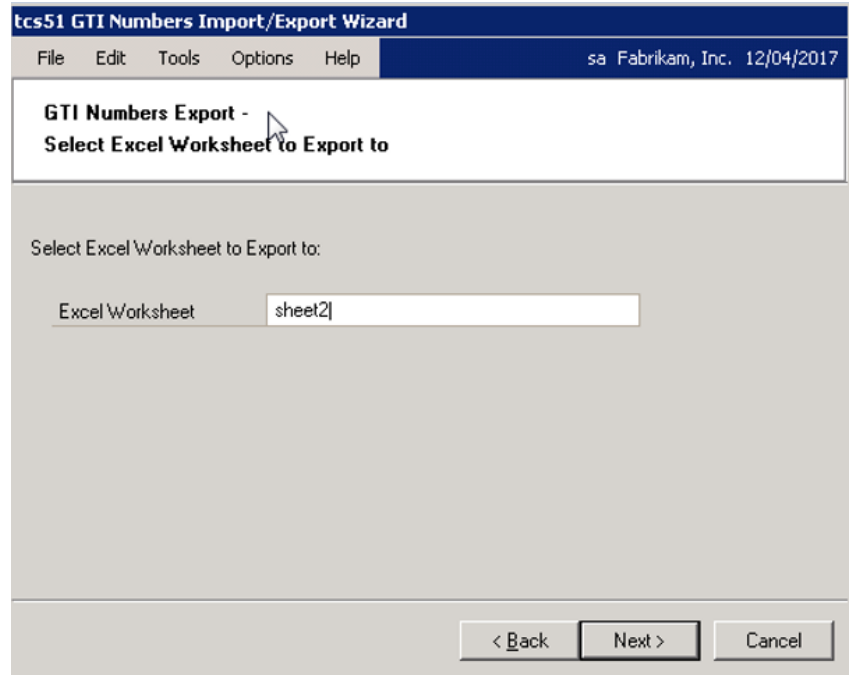 tcs51 GTI Numbers Import/Export Wizard
File Edit Tools Options Help sa Fabrikam, Inc. 12/04/2017
GTI Numbers Export -
Select Excel Worksheet to Export to
Select Excel Worksheet to Export to:
Excel Worksheet sheet2
< Back Next > Cancel